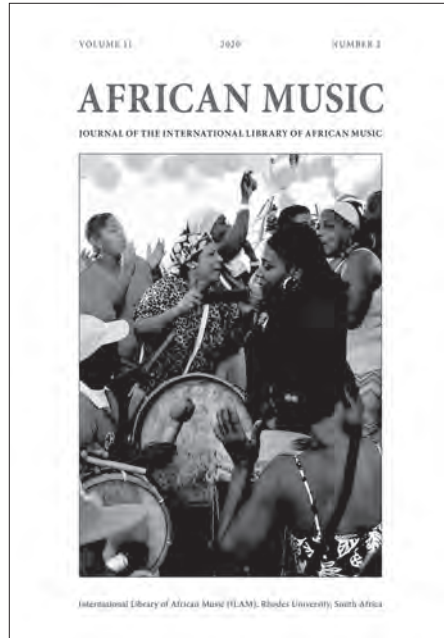 VOLUME 11 2020 NUMBER 2
AFRICAN MUSIC
JOURNAL OF THE INTERNATIONAL LIBRARY OF AFRICAN MUSIC
International Library of African Music (ILAM), Rhodes University, South Africa